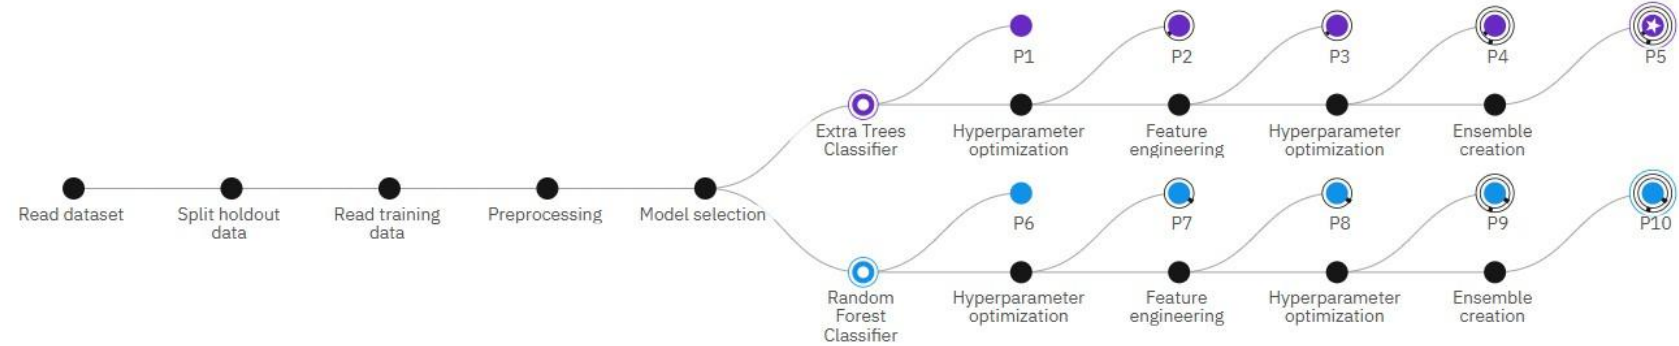 P1
P2
P3
P4
P5
Extra Trees
Classifier
Hyperparameter
optimization
Feature
engineering
Hyperparameter
optimization
Ensemble
creation
Read dataset
Split holdout
data
Read training
data
Preprocessing
Model selection
P6
P7
P8
P9
P10
Random
Forest
Classifier
Hyperparameter
optimization
Feature
engineering
Hyperparameter
optimization
Ensemble
creation